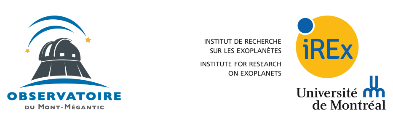 OBSERVATOIRE
DU MONT-MÉGANTIC
INSTITUT DE RECHERCHE
SUR LES EXOPLANÈTES
INSTITUTE FOR RESEARCH
ON EXOPLANETS
iREx
Université
de Montréal